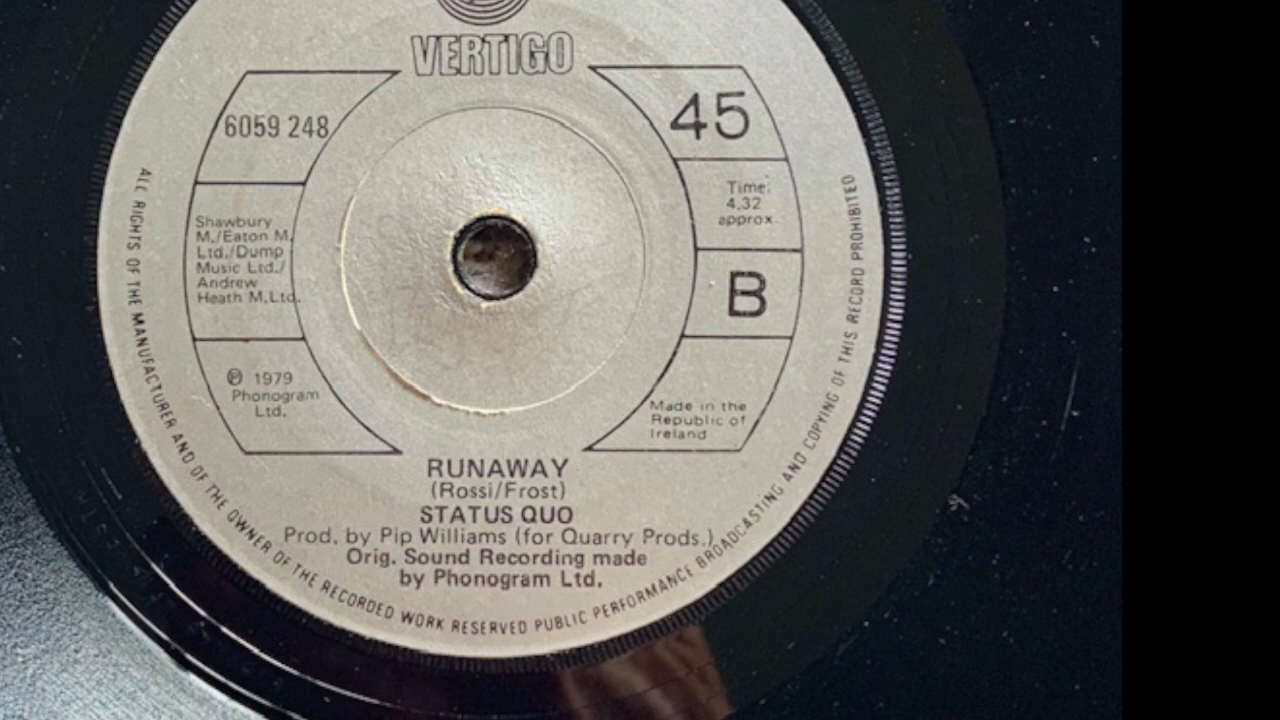 VERTIGO
6059 248
45
Time:
4.32
approx.
Shawbury
M./Eaton M.
Ltd./Dump
Music Ltd./
Andrew
Heath M.Ltd.
B
℗ 1979
Phonogram
Ltd.
Made in the
Republic of
Ireland
RUNAWAY
(Rossi/Frost)
STATUS QUO
Prod. by Pip Williams (for Quarry Prods.)
Orig. Sound Recording made
by Phonogram Ltd.
ALL RIGHTS OF THE MANUFACTURER AND OF THE OWNER OF THE RECORDED WORK RESERVED PUBLIC PERFORMANCE BROADCASTING AND COPYING OF THIS RECORD PROHIBITED